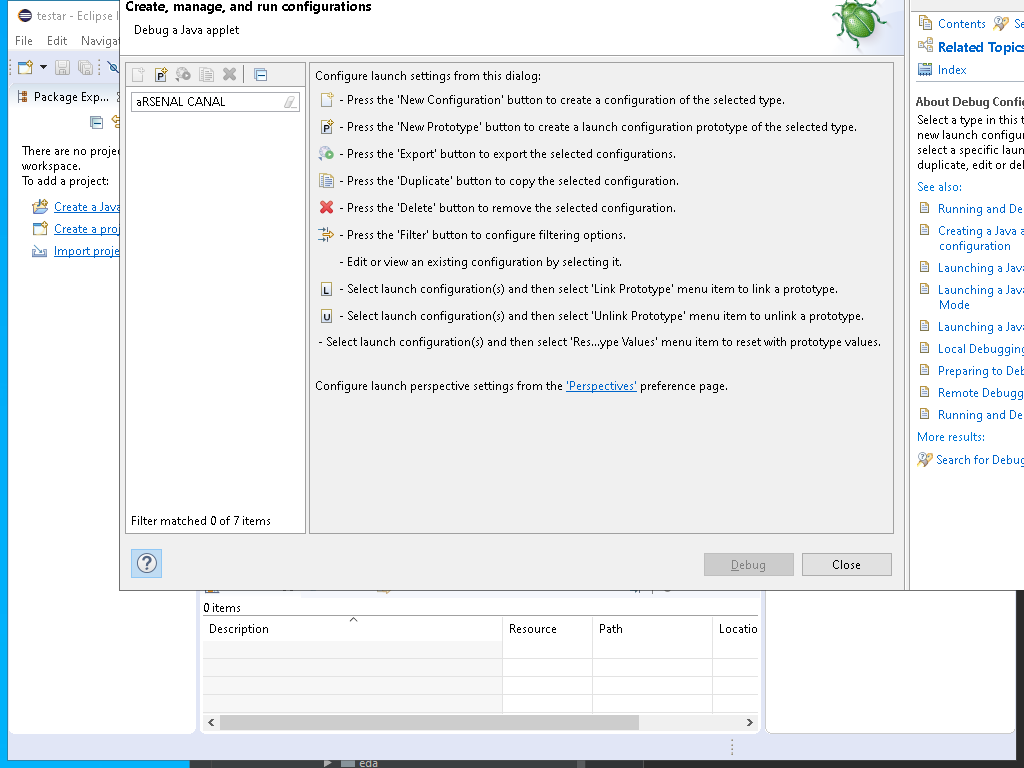 testar - Eclipse I
File Edit Navigat
Package Exp...
There are no projec
workspace.
To add a project:
Create a Java
Create a proj
Import proje
Create, manage, and run configurations
Debug a Java applet
aRSENAL CANAL
Filter matched 0 of 7 items
Configure launch settings from this dialog:
- Press the 'New Configuration' button to create a configuration of the selected type.
- Press the 'New Prototype' button to create a launch configuration prototype of the selected type.
- Press the 'Export' button to export the selected configurations.
- Press the 'Duplicate' button to copy the selected configuration.
- Press the 'Delete' button to remove the selected configuration.
- Press the 'Filter' button to configure filtering options.
- Edit or view an existing configuration by selecting it.
L - Select launch configuration(s) and then select 'Link Prototype' menu item to link a prototype.
U - Select launch configuration(s) and then select 'Unlink Prototype' menu item to unlink a prototype.
- Select launch configuration(s) and then select 'Res...ype Values' menu item to reset with prototype values.
Configure launch perspective settings from the 'Perspectives' preference page.
Debug
Close
Contents
Se
Related Topics
Index
About Debug Config
Select a type in this t
new launch configur
select a specific laun
duplicate, edit or del
See also:
Running and De
Creating a Java a
configuration
Launching a Java
Launching a Java
Mode
Launching a Java
Local Debugging
Preparing to Deb
Remote Debugg
Running and De
More results:
Search for Debug
0 items
Description Resource Path Locatio
eda